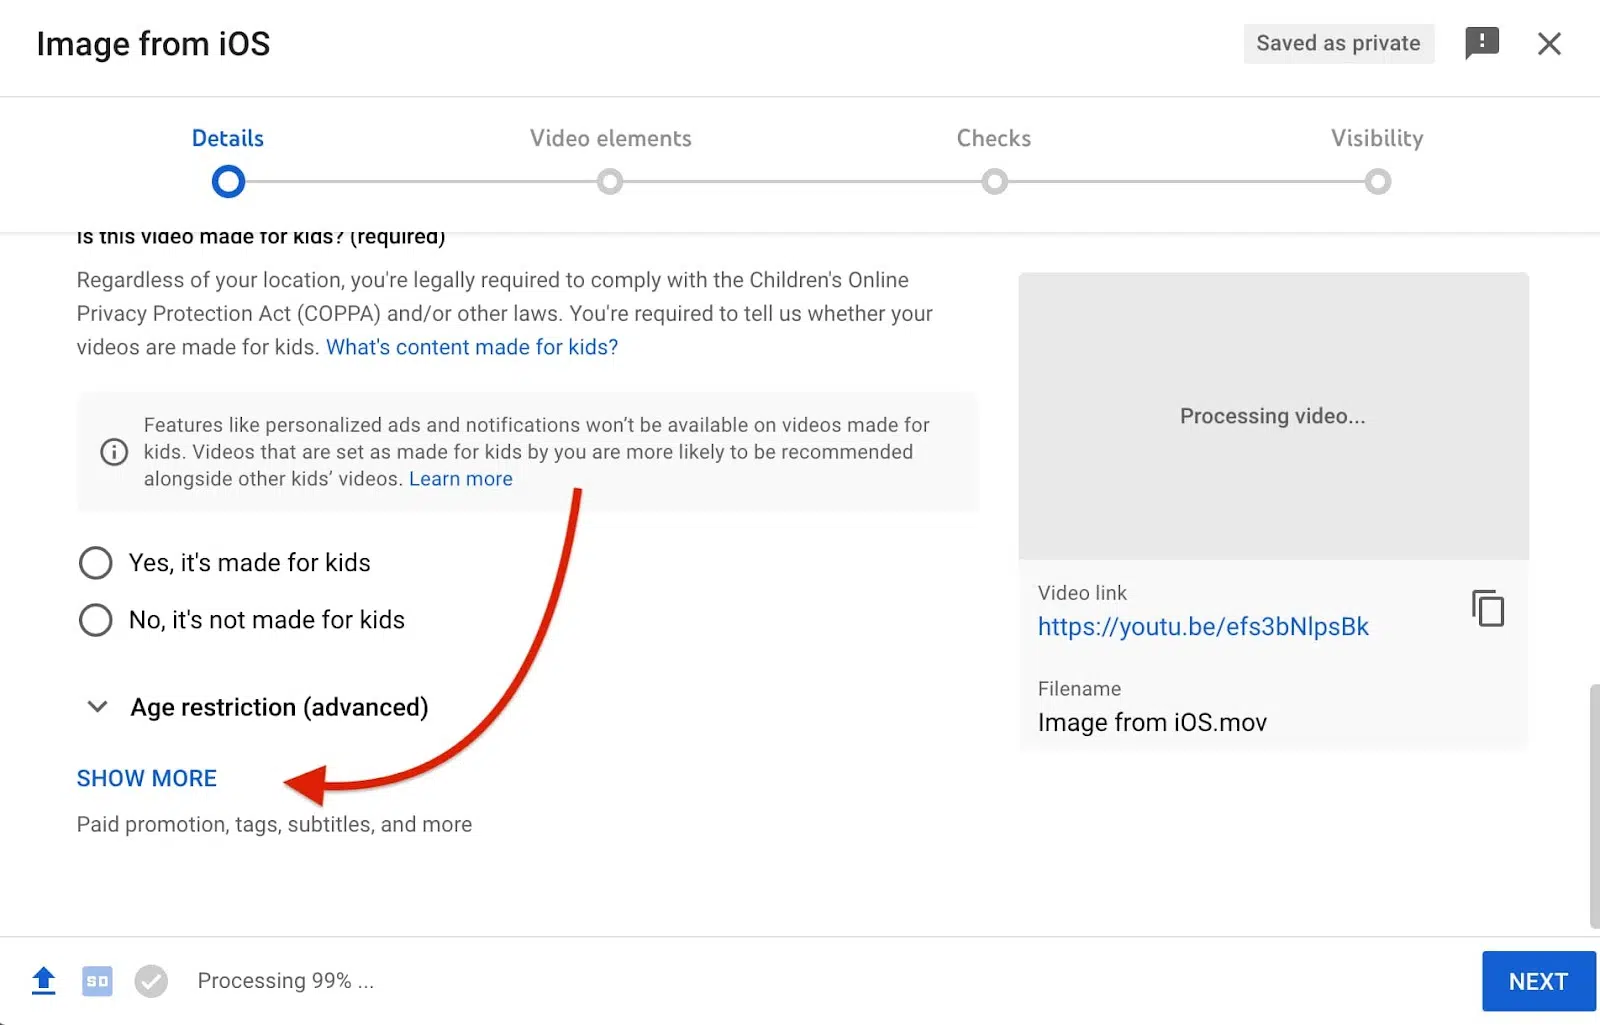 Image from iOS
Saved as private
Details
Video elements
Checks
Visibility
Is this video made for kids? (required)
Regardless of your location, you're legally required to comply with the Children's Online
Privacy Protection Act (COPPA) and/or other laws. You're required to tell us whether your
videos are made for kids. What's content made for kids?
Features like personalized ads and notifications won’t be available on videos made for
kids. Videos that are set as made for kids by you are more likely to be recommended
alongside other kids’ videos. Learn more
Yes, it's made for kids
No, it's not made for kids
Age restriction (advanced)
SHOW MORE
Paid promotion, tags, subtitles, and more
Processing video...
Video link
https://youtu.be/efs3bNlpsBk
Filename
Image from iOS.mov
SD
Processing 99% ...
NEXT